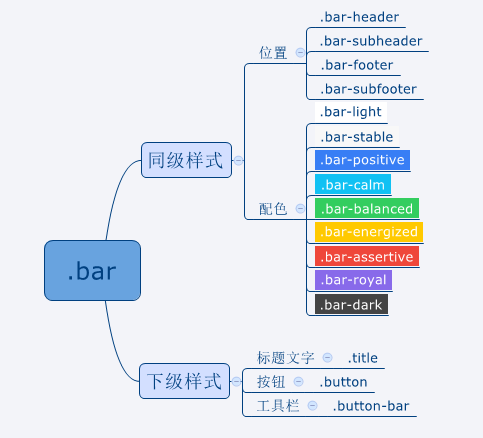 .bar
同级样式
位置
.bar-header
.bar-subheader
.bar-footer
.bar-subfooter
配色
.bar-light
.bar-stable
.bar-positive
.bar-calm
.bar-balanced
.bar-energized
.bar-assertive
.bar-royal
.bar-dark
下级样式
标题文字 .title
按钮 .button
工具栏 .button-bar